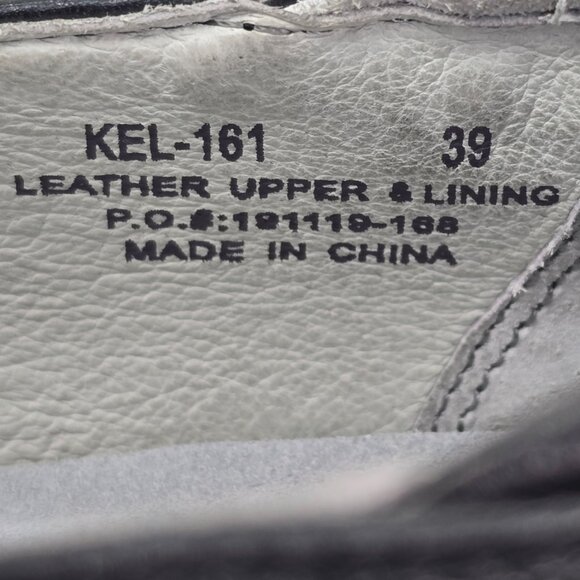 KEL-161 39
LEATHER UPPER & LINING
P.O.#:191119-168
MADE IN CHINA